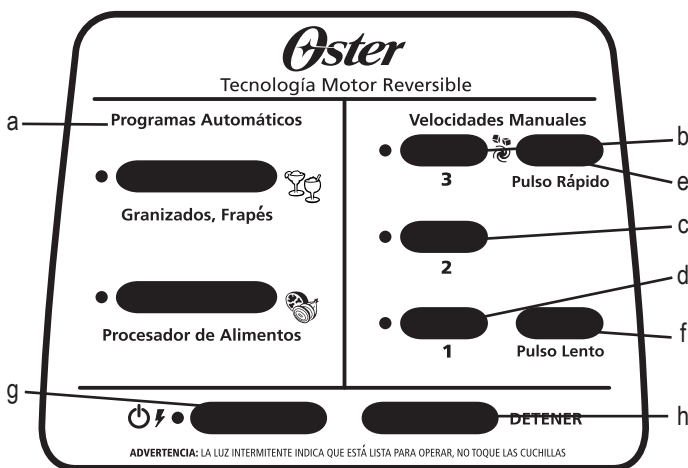 Oster
Tecnología Motor Reversible
a
Programas Automáticos
Granizados, Frapés
Procesador de Alimentos
Velocidades Manuales
b
3
Pulso Rápido
e
c
2
d
1
Pulso Lento
f
g
DETENER
h
ADVERTENCIA: LA LUZ INTERMITENTE INDICA QUE ESTÁ LISTA PARA OPERAR, NO TOQUE LAS CUCHILLAS